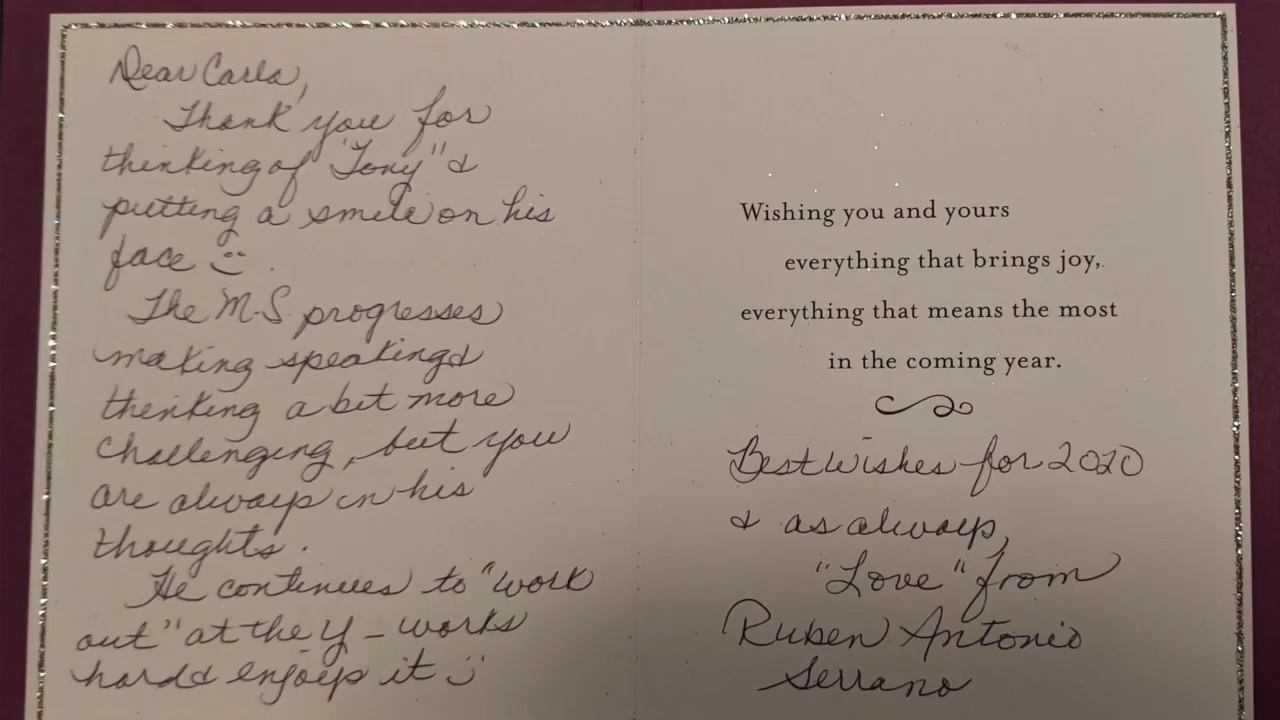 Dear Carla,
Thank you for
thinking of "Tony" &
putting a smile on his
face
The M.S progresses
making speaking &
thinking a bit more
challenging, but you
are always in his
thoughts.
He continues to "work
out" at the Y - works
hard & enjoys it
Wishing you and yours
everything that brings joy,
everything that means the most
in the coming year.
Best Wishes for 2020
& as always,
"Love" from
Ruben Antonio
Serrano